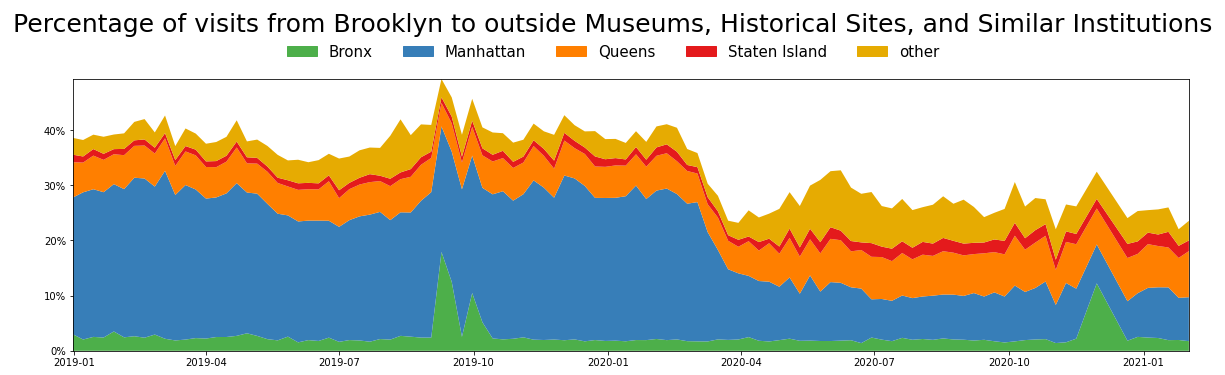 Percentage of visits from Brooklyn to outside Museums, Historical Sites, and Similar Institutions
Bronx Manhattan Queens Staten Island other
40%
30%
20%
10%
0%
2019-01 2019-04 2019-07 2019-10 2020-01 2020-04 2020-07 2020-10 2021-01